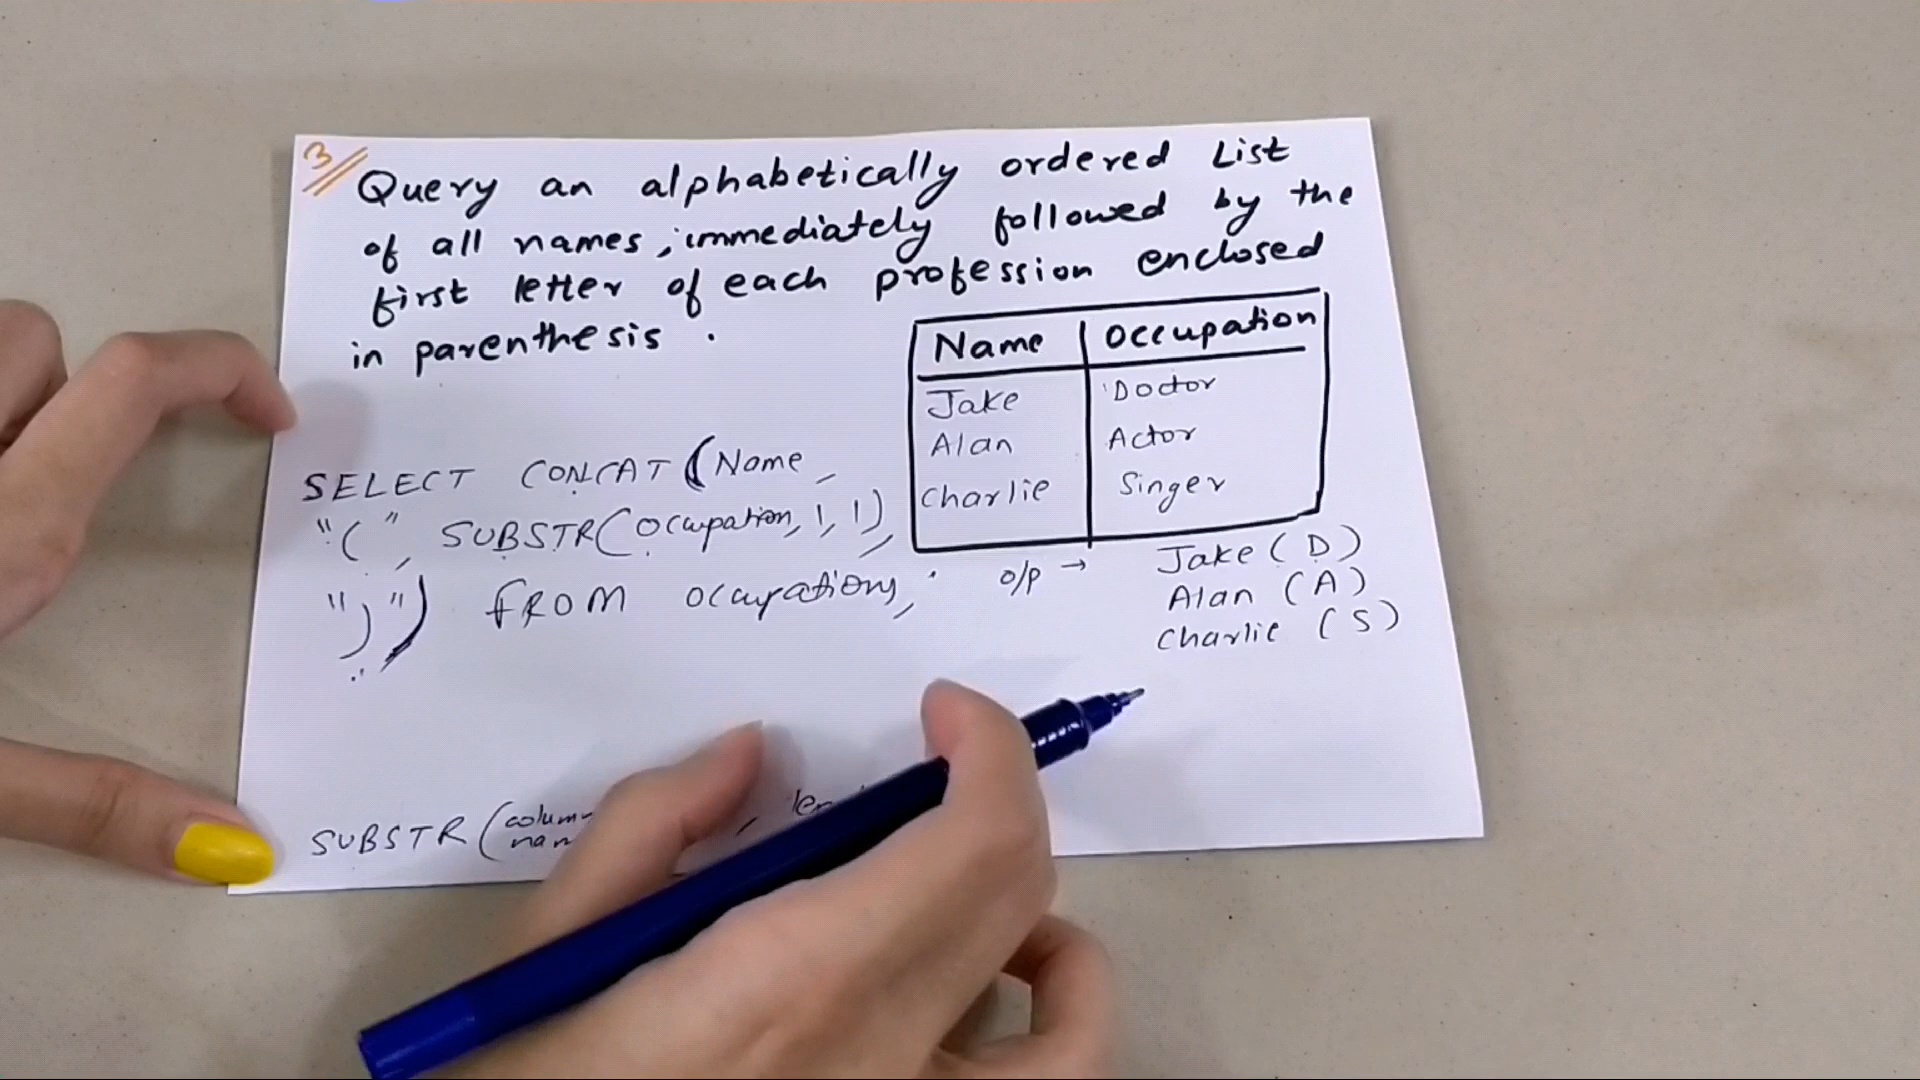 3
Query an alphabetically ordered List
of all names, immediately followed by the
first letter of each profession enclosed
in parenthesis .
Name | Occupation
Jake Doctor
Alan Actor
Charlie Singer
SELECT CONCAT (Name,
"(", SUBSTR(Occupation, 1, 1),
")") FROM occupations;
o/p → Jake (D)
Alan (A)
Charlie (S)
SUBSTR (